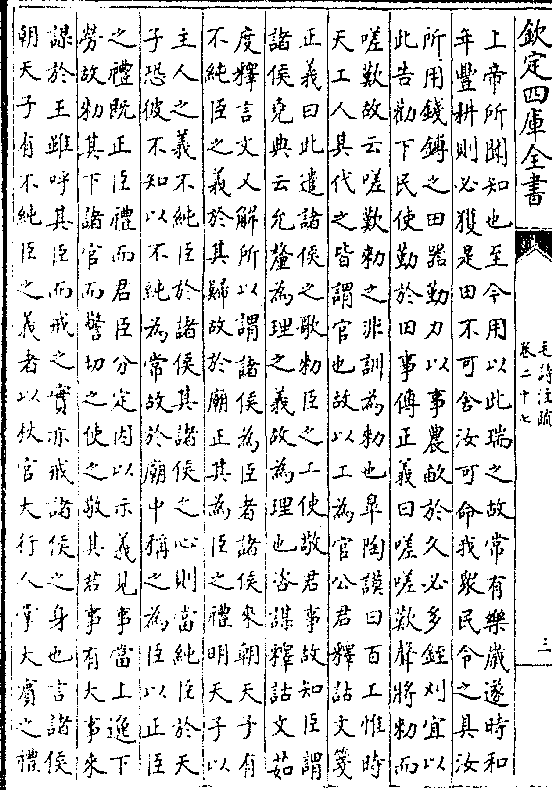 欽定四庫全書
毛詩注疏
卷二十七
三
上帝所聞知也至今用以此瑞之故常有樂歲遂時和
年豐耕則必獲是田不可舍汝可命我衆民令之具汝
所用錢鎛之田器勤力以事農畝於久必多銍刈宜以
此告勸下民使勤於田事傳正義曰嗟嗟歎聲將勑而
嗟歎故云嗟歎勑之非訓為勑也臯陶謨曰百工惟時
天工人其代之皆謂官也故以工為官公君釋詁文箋
正義曰此遣諸侯之歌勑臣之工使敬君事故知臣謂
諸侯堯典云允釐為理之義故為理也咨謀釋詁文茹
度釋言文又解所以謂諸侯為臣者諸侯來朝天子有
不純臣之義於其歸故於廟正其為臣之禮明天子以
主人之義不純臣於諸侯其諸侯之心則當純臣於天
子恐彼不知以不純為常故於廟中稱之為臣以正臣
之禮既正臣禮而君臣分定因以示義見事當上逸下
勞故勑其下諸官而警切之使之敬其君事有大事來
謀於王雖呼其臣而戒之實亦戒諸侯之身也言諸侯
朝天子有不純臣之義者以秋官大行人掌大賓之禮